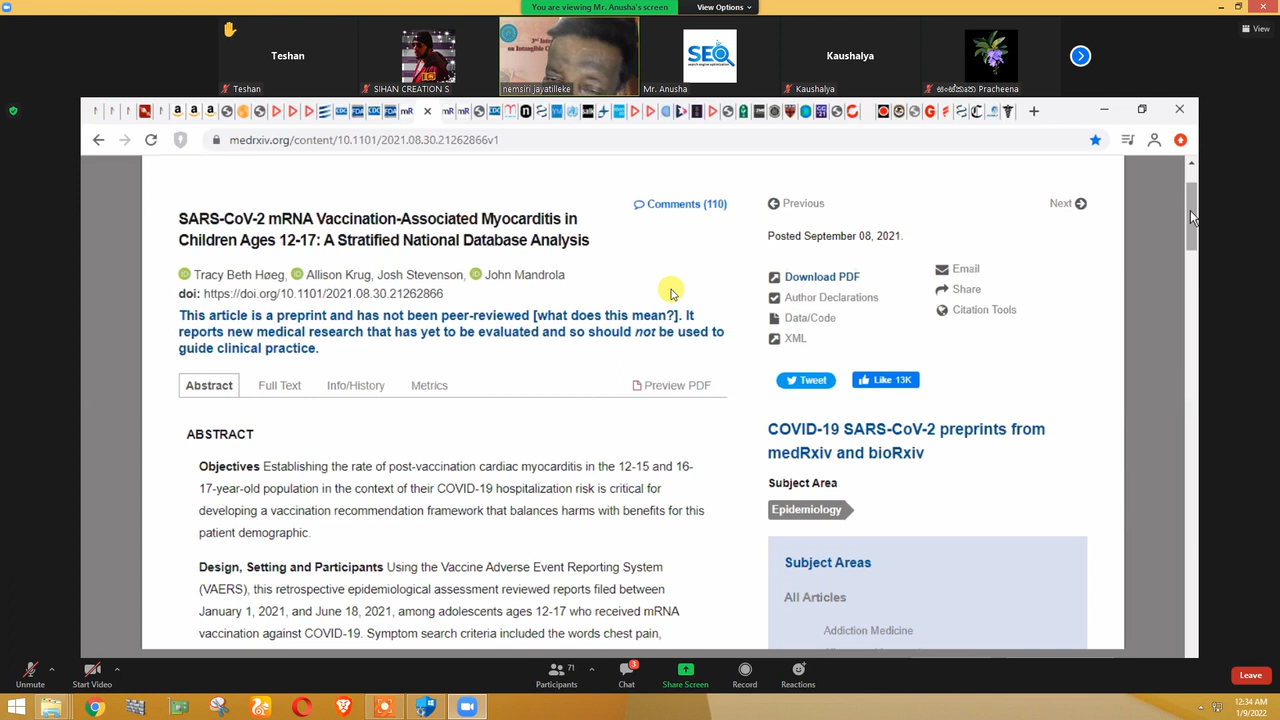 You are viewing Mr. Anusha's screen
View Options
View
Teshan
Kaushalya
SEO
Teshan
SIHAN CREATION S
nemsiri jayatilleke
Mr. Anusha
Kaushalya
සංස්කෘත Pracheena
medrxiv.org/content/10.1101/2021.08.30.21262866v1
SARS-CoV-2 mRNA Vaccination-Associated Myocarditis in
Children Ages 12-17: A Stratified National Database Analysis
Comments (110)
Tracy Beth Høeg, Allison Krug, Josh Stevenson, John Mandrola
doi: https://doi.org/10.1101/2021.08.30.21262866
This article is a preprint and has not been peer-reviewed [what does this mean?]. It
reports new medical research that has yet to be evaluated and so should not be used to
guide clinical practice.
Abstract
Full Text
Info/History
Metrics
Preview PDF
ABSTRACT
Objectives Establishing the rate of post-vaccination cardiac myocarditis in the 12-15 and 16-
17-year-old population in the context of their COVID-19 hospitalization risk is critical for
developing a vaccination recommendation framework that balances harms with benefits for this
patient demographic.
Design, Setting and Participants Using the Vaccine Adverse Event Reporting System
(VAERS), this retrospective epidemiological assessment reviewed reports filed between
January 1, 2021, and June 18, 2021, among adolescents ages 12-17 who received mRNA
vaccination against COVID-19. Symptom search criteria included the words chest pain,
Previous
Next
Posted September 08, 2021.
Download PDF
Author Declarations
Data/Code
XML
Email
Share
Citation Tools
Tweet
Like 13K
COVID-19 SARS-CoV-2 preprints from
medRxiv and bioRxiv
Subject Area
Epidemiology
Subject Areas
All Articles
Addiction Medicine
Unmute
Start Video
71
Participants
3
Chat
Share Screen
Record
Reactions
Leave
12:34 AM
1/9/2022